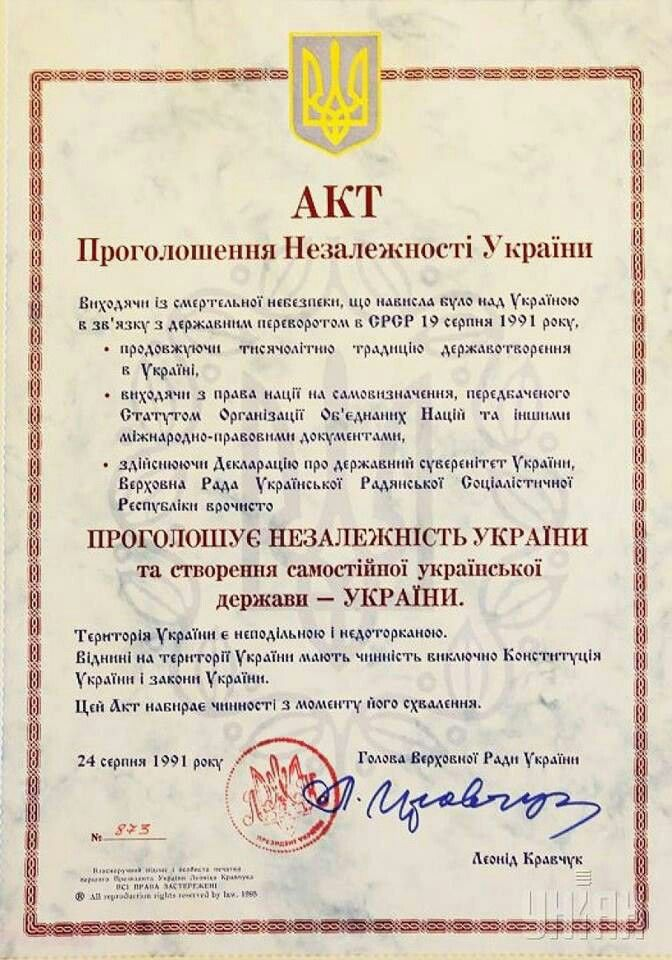 АКТ
Проголошення Незалежності України
Виходячи із смертельної небезпеки, що нависла було над Україною
в зв'язку з державним переворотом в СРСР 19 серпня 1991 року,
• продовжуючи тисячолітню традицію державотворення
в Україні,
• виходячи з права нації на самовизначення, передбаченого
Статутом Організації Об'єднаних Націй та іншими
міжнародно-правовими документами,
• здійснюючи Декларацію про державний суверенітет України,
Верховна Рада Української Радянської Соціалістичної
Республіки врочисто
ПРОГОЛОШУЄ НЕЗАЛЕЖНІСТЬ УКРАЇНИ
та створення самостійної української
держави – УКРАЇНИ.
Територія України є неподільною і недоторканою.
Віднині на території України мають чинність виключно Конституція
України і закони України.
Цей Акт набирає чинності з моменту його схвалення.
24 серпня 1991 року
Голова Верховної Ради України
Л. Кравчук
ПРЕЗИДЕНТ УКРАЇНИ
№ 873
Леонід Кравчук
Власноручний підпис і особиста печатка
першого Президента України Леоніда Кравчука
ВСІ ПРАВА ЗАСТЕРЕЖЕНІ
® All reproduction rights reserved by law, 1995
УНІАН